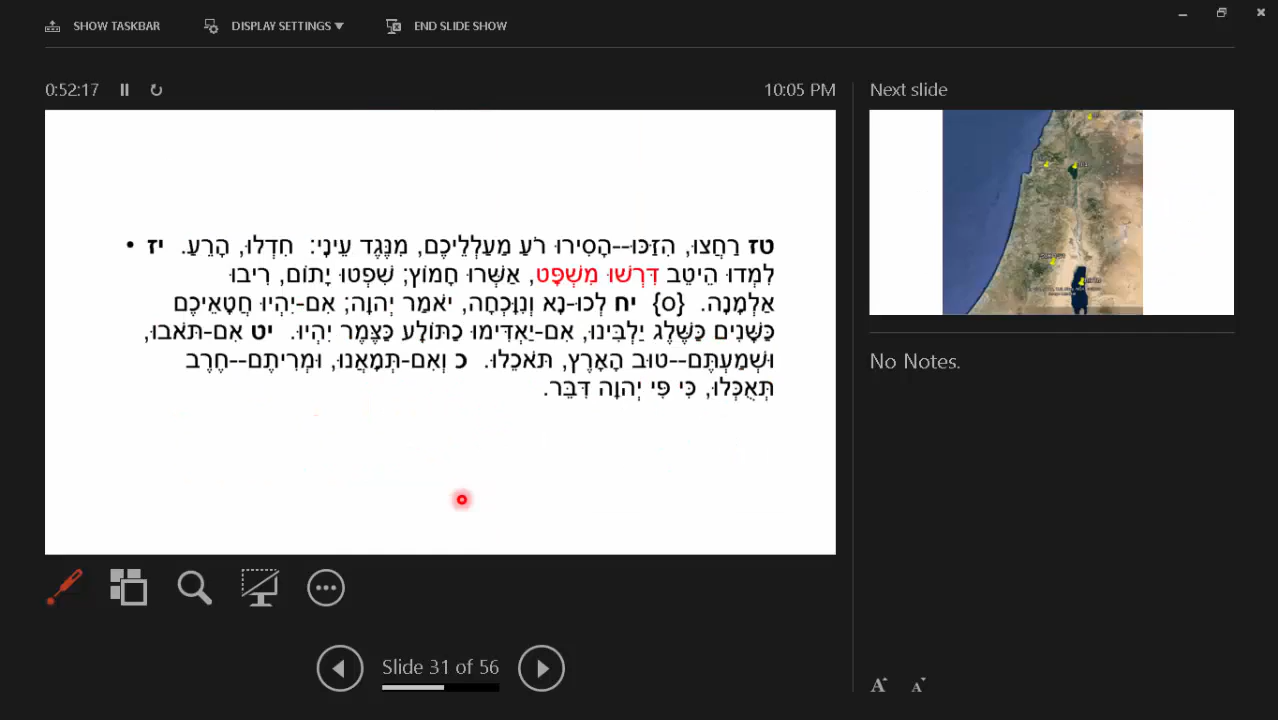 SHOW TASKBAR
DISPLAY SETTINGS
END SLIDE SHOW
0:52:17
10:05 PM
Next slide
• טז רַחֲצוּ, הִזַּכּוּ--הָסִירוּ רֹעַ מַעַלְלֵיכֶם, מִנֶּגֶד עֵינָי: חִדְלוּ, הָרֵעַ. יז
לִמְדוּ הֵיטֵב דִּרְשׁוּ מִשְׁפָּט, אַשְּׁרוּ חָמוֹץ; שִׁפְטוּ יָתוֹם, רִיבוּ
אַלְמָנָה. {ס} יח לְכוּ-נָא וְנִוָּכְחָה, יֹאמַר יְהוָה; אִם-יִהְיוּ חֲטָאֵיכֶם
כַּשָּׁנִים כַּשֶּׁלֶג יַלְבִּינוּ, אִם-יַאְדִּימוּ כַתּוֹלָע כַּצֶּמֶר יִהְיוּ. יט אִם-תֹּאבוּ,
וּשְׁמַעְתֶּם--טוּב הָאָרֶץ, תֹּאכֵלוּ. כ וְאִם-תְּמָאֲנוּ, וּמְרִיתֶם--חֶרֶב
תְּאֻכְּלוּ, כִּי פִּי יְהוָה דִּבֵּר.
No Notes.
Slide 31 of 56
A A